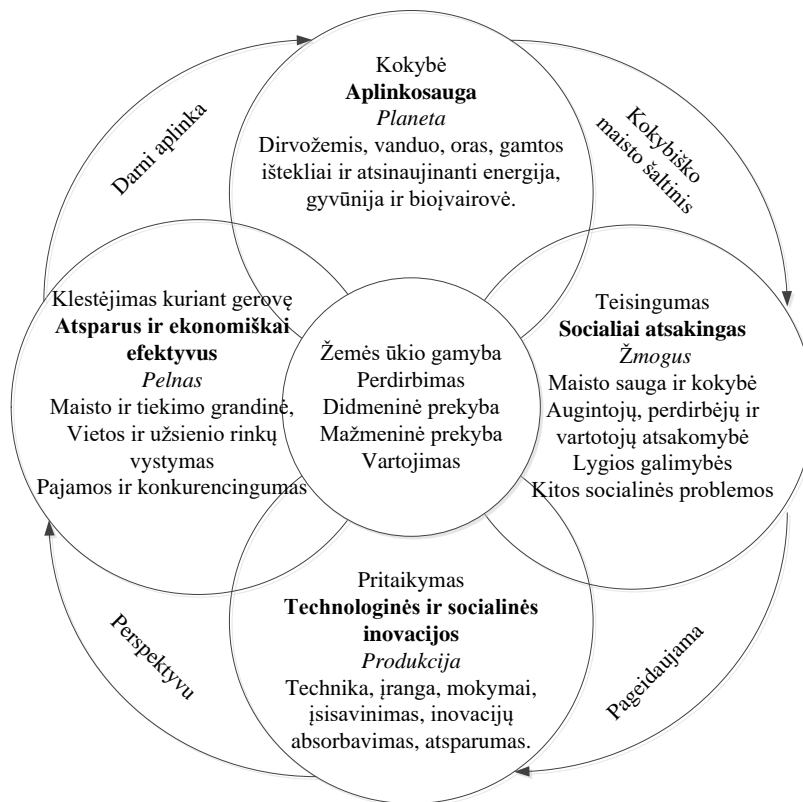 Kokybė
Aplinkosauga
Planeta
Dirvožemis, vanduo, oras, gamtos
ištekliai ir atsinaujinanti energija,
gyvūnija ir bioįvairovė.
Darni aplinka
Kokybiško
maisto šaltinis
Klestėjimas kuriant gerovę
Atsparus ir ekonomiškai
efektyvus
Pelnas
Maisto ir tiekimo grandinė,
Vietos ir užsienio rinkų
vystymas
Pajamos ir konkurencingumas
Žemės ūkio gamyba
Perdirbimas
Didmeninė prekyba
Mažmeninė prekyba
Vartojimas
Teisingumas
Socialiai atsakingas
Žmogus
Maisto sauga ir kokybė
Augintojų, perdirbėjų ir
vartotojų atsakomybė
Lygios galimybės
Kitos socialinės problemos
Pritaikymas
Technologinės ir socialinės
inovacijos
Produkcija
Technika, įranga, mokymai,
įsisavinimas, inovacijų
absorbavimas, atsparumas.
Perspektyvu
Pageidaujama